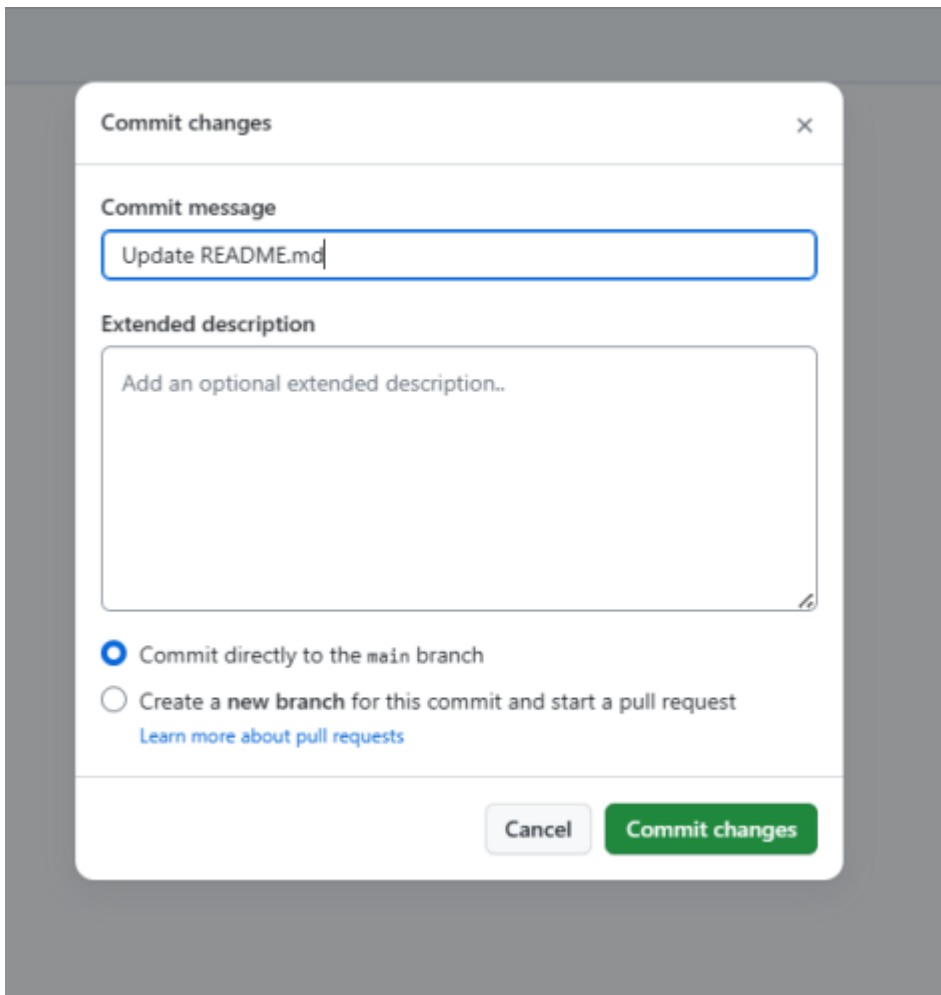 Commit changes
Commit message
Update README.md
Extended description
Add an optional extended description..
Commit directly to the main branch
Create a new branch for this commit and start a pull request
Learn more about pull requests
Cancel
Commit changes